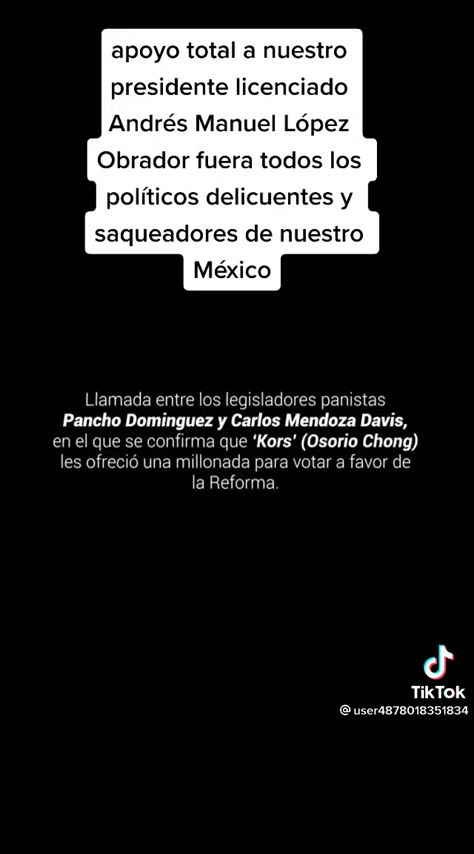 apoyo total a nuestro
presidente licenciado
Andrés Manuel López
Obrador fuera todos los
políticos delicuentes y
saqueadores de nuestro
México
Llamada entre los legisladores panistas
Pancho Dominguez y Carlos Mendoza Davis,
en el que se confirma que ‘Kors’ (Osorio Chong)
les ofreció una millonada para votar a favor de
la Reforma.
TikTok
@user4878018351834